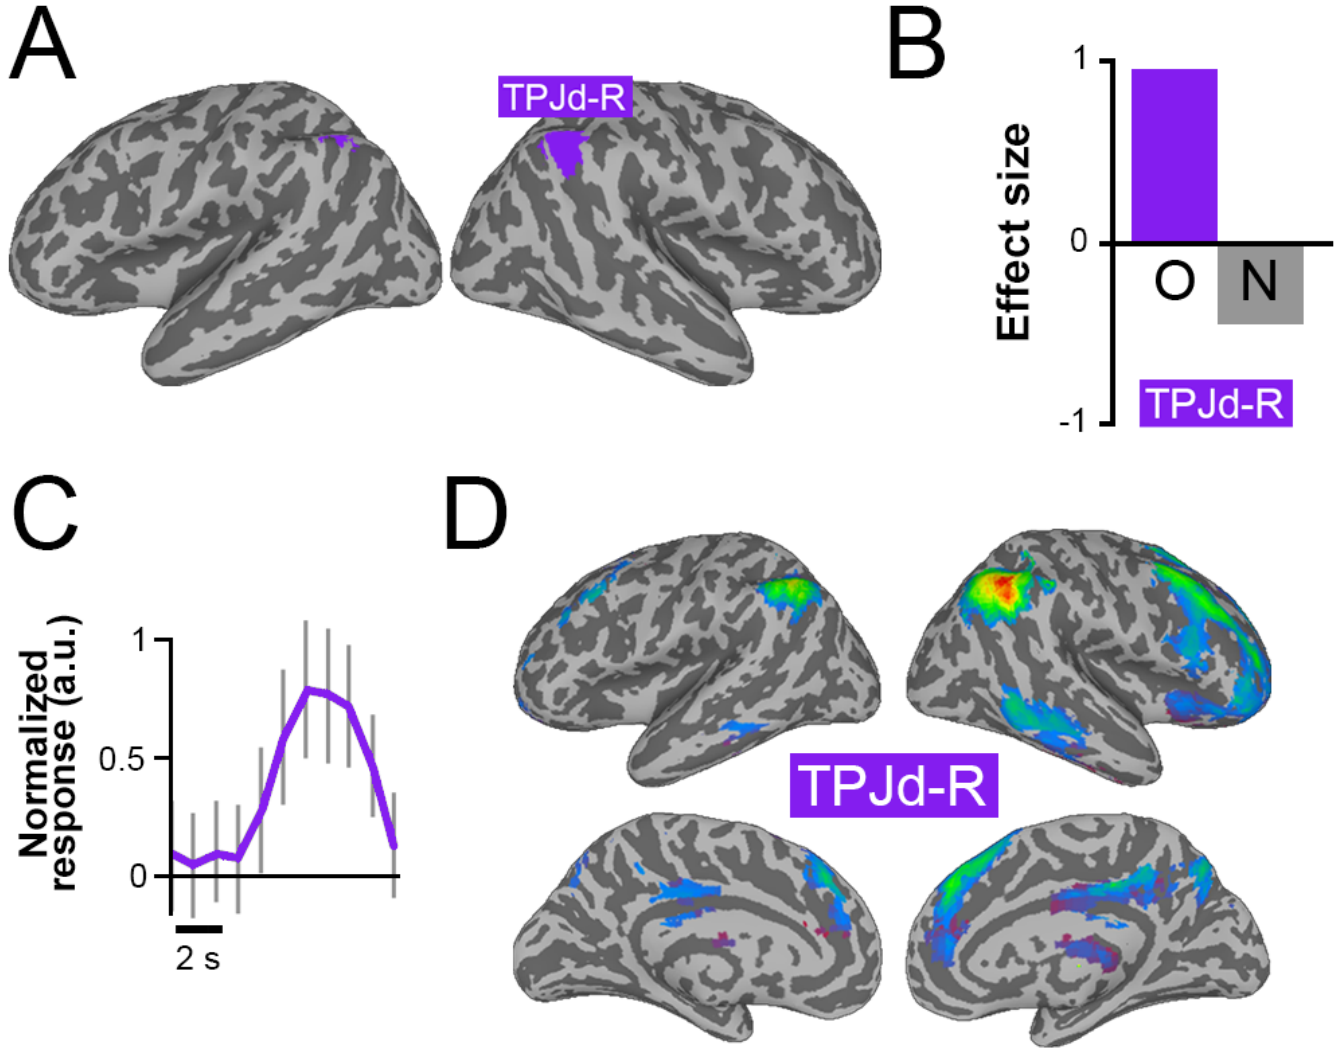 A
TPJd-R
B
1
Effect size
0
O
N
-1
TPJd-R
C
Normalized
response (a.u.)
1
0.5
0
2 s
D
TPJd-R